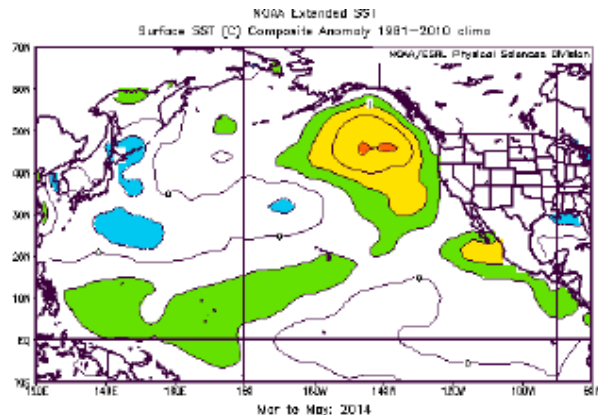 NOAA Extended SST
Surface SST (C) Composite Anomaly 1981-2010 climo
NOAA/ESRL Physical Sciences Division
70N
60N
50N
40N
30N
20N
10N
EQ
10S
120E 140E 160E 180 160W 140W 120W 100W 80W
Mar to May: 2014